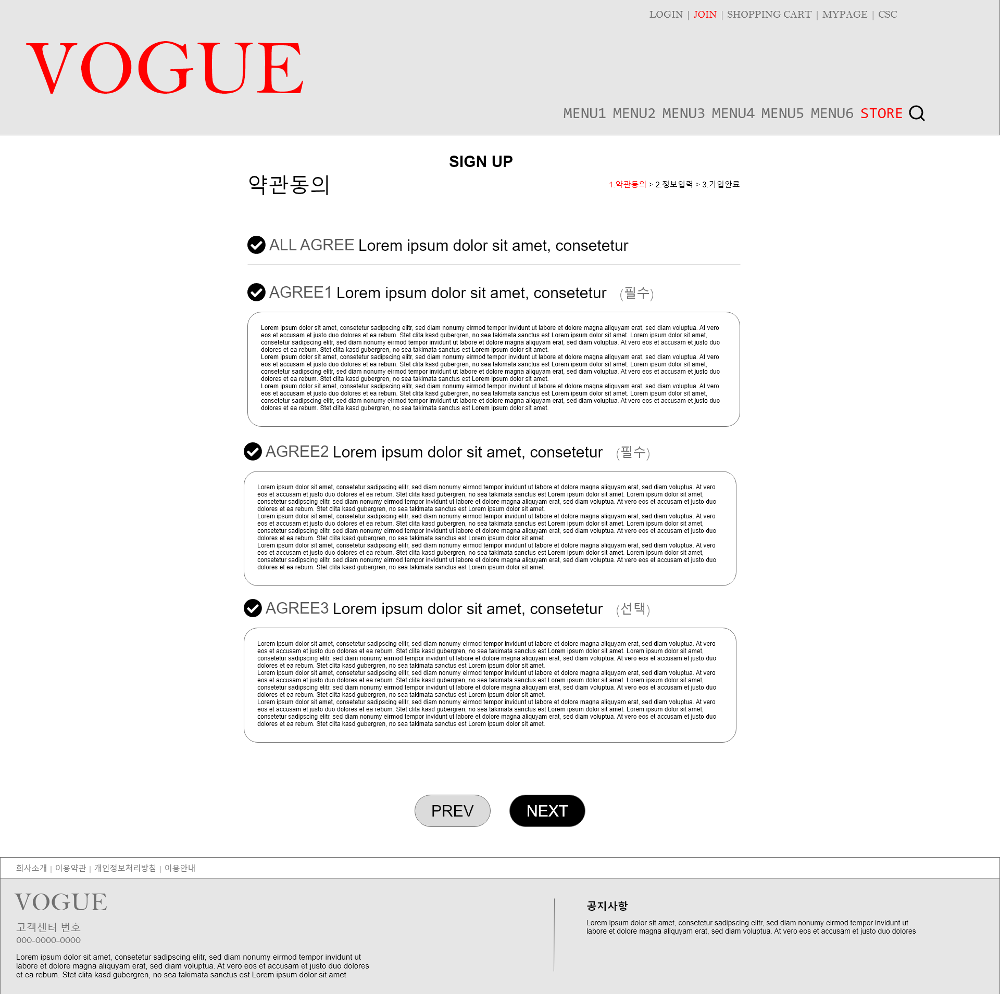 LOGIN | JOIN | SHOPPING CART | MYPAGE | CSC
VOGUE
MENU1 MENU2 MENU3 MENU4 MENU5 MENU6 STORE
SIGN UP
약관동의
1.약관동의 > 2.정보입력 > 3.가입완료
ALL AGREE Lorem ipsum dolor sit amet, consetetur
AGREE1 Lorem ipsum dolor sit amet, consetetur (필수)
Lorem ipsum dolor sit amet, consetetur sadipscing elitr, sed diam nonumy eirmod tempor invidunt ut labore et dolore magna aliquyam erat, sed diam voluptua. At vero
eos et accusam et justo duo dolores et ea rebum. Stet clita kasd gubergren, no sea takimata sanctus est Lorem ipsum dolor sit amet. Lorem ipsum dolor sit amet,
consetetur sadipscing elitr, sed diam nonumy eirmod tempor invidunt ut labore et dolore magna aliquyam erat, sed diam voluptua. At vero eos et accusam et justo duo
dolores et ea rebum. Stet clita kasd gubergren, no sea takimata sanctus est Lorem ipsum dolor sit amet.
Lorem ipsum dolor sit amet, consetetur sadipscing elitr, sed diam nonumy eirmod tempor invidunt ut labore et dolore magna aliquyam erat, sed diam voluptua. At vero
eos et accusam et justo duo dolores et ea rebum. Stet clita kasd gubergren, no sea takimata sanctus est Lorem ipsum dolor sit amet. Lorem ipsum dolor sit amet,
consetetur sadipscing elitr, sed diam nonumy eirmod tempor invidunt ut labore et dolore magna aliquyam erat, sed diam voluptua. At vero eos et accusam et justo duo
dolores et ea rebum. Stet clita kasd gubergren, no sea takimata sanctus est Lorem ipsum dolor sit amet.
Lorem ipsum dolor sit amet, consetetur sadipscing elitr, sed diam nonumy eirmod tempor invidunt ut labore et dolore magna aliquyam erat, sed diam voluptua. At vero
eos et accusam et justo duo dolores et ea rebum. Stet clita kasd gubergren, no sea takimata sanctus est Lorem ipsum dolor sit amet. Lorem ipsum dolor sit amet,
consetetur sadipscing elitr, sed diam nonumy eirmod tempor invidunt ut labore et dolore magna aliquyam erat, sed diam voluptua. At vero eos et accusam et justo duo
dolores et ea rebum. Stet clita kasd gubergren, no sea takimata sanctus est Lorem ipsum dolor sit amet.
AGREE2 Lorem ipsum dolor sit amet, consetetur (필수)
Lorem ipsum dolor sit amet, consetetur sadipscing elitr, sed diam nonumy eirmod tempor invidunt ut labore et dolore magna aliquyam erat, sed diam voluptua. At vero
eos et accusam et justo duo dolores et ea rebum. Stet clita kasd gubergren, no sea takimata sanctus est Lorem ipsum dolor sit amet. Lorem ipsum dolor sit amet,
consetetur sadipscing elitr, sed diam nonumy eirmod tempor invidunt ut labore et dolore magna aliquyam erat, sed diam voluptua. At vero eos et accusam et justo duo
dolores et ea rebum. Stet clita kasd gubergren, no sea takimata sanctus est Lorem ipsum dolor sit amet.
Lorem ipsum dolor sit amet, consetetur sadipscing elitr, sed diam nonumy eirmod tempor invidunt ut labore et dolore magna aliquyam erat, sed diam voluptua. At vero
eos et accusam et justo duo dolores et ea rebum. Stet clita kasd gubergren, no sea takimata sanctus est Lorem ipsum dolor sit amet. Lorem ipsum dolor sit amet,
consetetur sadipscing elitr, sed diam nonumy eirmod tempor invidunt ut labore et dolore magna aliquyam erat, sed diam voluptua. At vero eos et accusam et justo duo
dolores et ea rebum. Stet clita kasd gubergren, no sea takimata sanctus est Lorem ipsum dolor sit amet.
Lorem ipsum dolor sit amet, consetetur sadipscing elitr, sed diam nonumy eirmod tempor invidunt ut labore et dolore magna aliquyam erat, sed diam voluptua. At vero
eos et accusam et justo duo dolores et ea rebum. Stet clita kasd gubergren, no sea takimata sanctus est Lorem ipsum dolor sit amet. Lorem ipsum dolor sit amet,
consetetur sadipscing elitr, sed diam nonumy eirmod tempor invidunt ut labore et dolore magna aliquyam erat, sed diam voluptua. At vero eos et accusam et justo duo
dolores et ea rebum. Stet clita kasd gubergren, no sea takimata sanctus est Lorem ipsum dolor sit amet.
AGREE3 Lorem ipsum dolor sit amet, consetetur (선택)
Lorem ipsum dolor sit amet, consetetur sadipscing elitr, sed diam nonumy eirmod tempor invidunt ut labore et dolore magna aliquyam erat, sed diam voluptua. At vero
eos et accusam et justo duo dolores et ea rebum. Stet clita kasd gubergren, no sea takimata sanctus est Lorem ipsum dolor sit amet. Lorem ipsum dolor sit amet,
consetetur sadipscing elitr, sed diam nonumy eirmod tempor invidunt ut labore et dolore magna aliquyam erat, sed diam voluptua. At vero eos et accusam et justo duo
dolores et ea rebum. Stet clita kasd gubergren, no sea takimata sanctus est Lorem ipsum dolor sit amet.
Lorem ipsum dolor sit amet, consetetur sadipscing elitr, sed diam nonumy eirmod tempor invidunt ut labore et dolore magna aliquyam erat, sed diam voluptua. At vero
eos et accusam et justo duo dolores et ea rebum. Stet clita kasd gubergren, no sea takimata sanctus est Lorem ipsum dolor sit amet. Lorem ipsum dolor sit amet,
consetetur sadipscing elitr, sed diam nonumy eirmod tempor invidunt ut labore et dolore magna aliquyam erat, sed diam voluptua. At vero eos et accusam et justo duo
dolores et ea rebum. Stet clita kasd gubergren, no sea takimata sanctus est Lorem ipsum dolor sit amet.
Lorem ipsum dolor sit amet, consetetur sadipscing elitr, sed diam nonumy eirmod tempor invidunt ut labore et dolore magna aliquyam erat, sed diam voluptua. At vero
eos et accusam et justo duo dolores et ea rebum. Stet clita kasd gubergren, no sea takimata sanctus est Lorem ipsum dolor sit amet. Lorem ipsum dolor sit amet,
consetetur sadipscing elitr, sed diam nonumy eirmod tempor invidunt ut labore et dolore magna aliquyam erat, sed diam voluptua. At vero eos et accusam et justo duo
dolores et ea rebum. Stet clita kasd gubergren, no sea takimata sanctus est Lorem ipsum dolor sit amet.
PREV NEXT
회사소개 | 이용약관 | 개인정보처리방침 | 이용안내
VOGUE
고객센터 번호
000-0000-0000
Lorem ipsum dolor sit amet, consetetur sadipscing elitr, sed diam nonumy eirmod tempor invidunt ut
labore et dolore magna aliquyam erat, sed diam voluptua. At vero eos et accusam et justo duo dolores
et ea rebum. Stet clita kasd gubergren, no sea takimata sanctus est Lorem ipsum dolor sit amet
공지사항
Lorem ipsum dolor sit amet, consetetur sadipscing elitr, sed diam nonumy eirmod tempor invidunt ut
labore et dolore magna aliquyam erat, sed diam voluptua. At vero eos et accusam et justo duo dolores